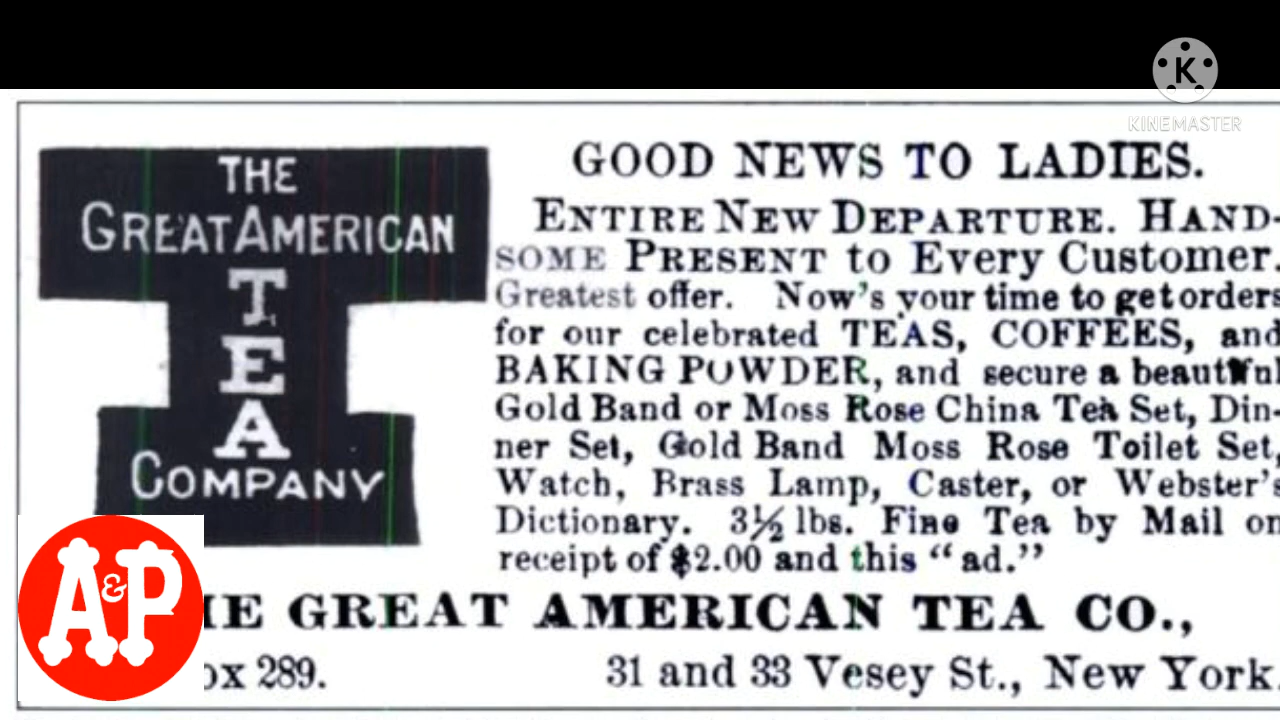 KINEMASTER
THE
GREAT AMERICAN
TEA
COMPANY
GOOD NEWS TO LADIES.
ENTIRE NEW DEPARTURE. HAND-
SOME PRESENT to Every Customer.
Greatest offer. Now's your time to get orders
for our celebrated TEAS, COFFEES, and
BAKING POWDER, and secure a beautiful
Gold Band or Moss Rose China Tea Set, Din-
ner Set, Gold Band Moss Rose Toilet Set,
Watch, Brass Lamp, Caster, or Webster's
Dictionary. 3½ lbs. Fine Tea by Mail on
receipt of $2.00 and this "ad."
HE GREAT AMERICAN TEA CO.,
ox 289. 31 and 33 Vesey St., New York.
A&P